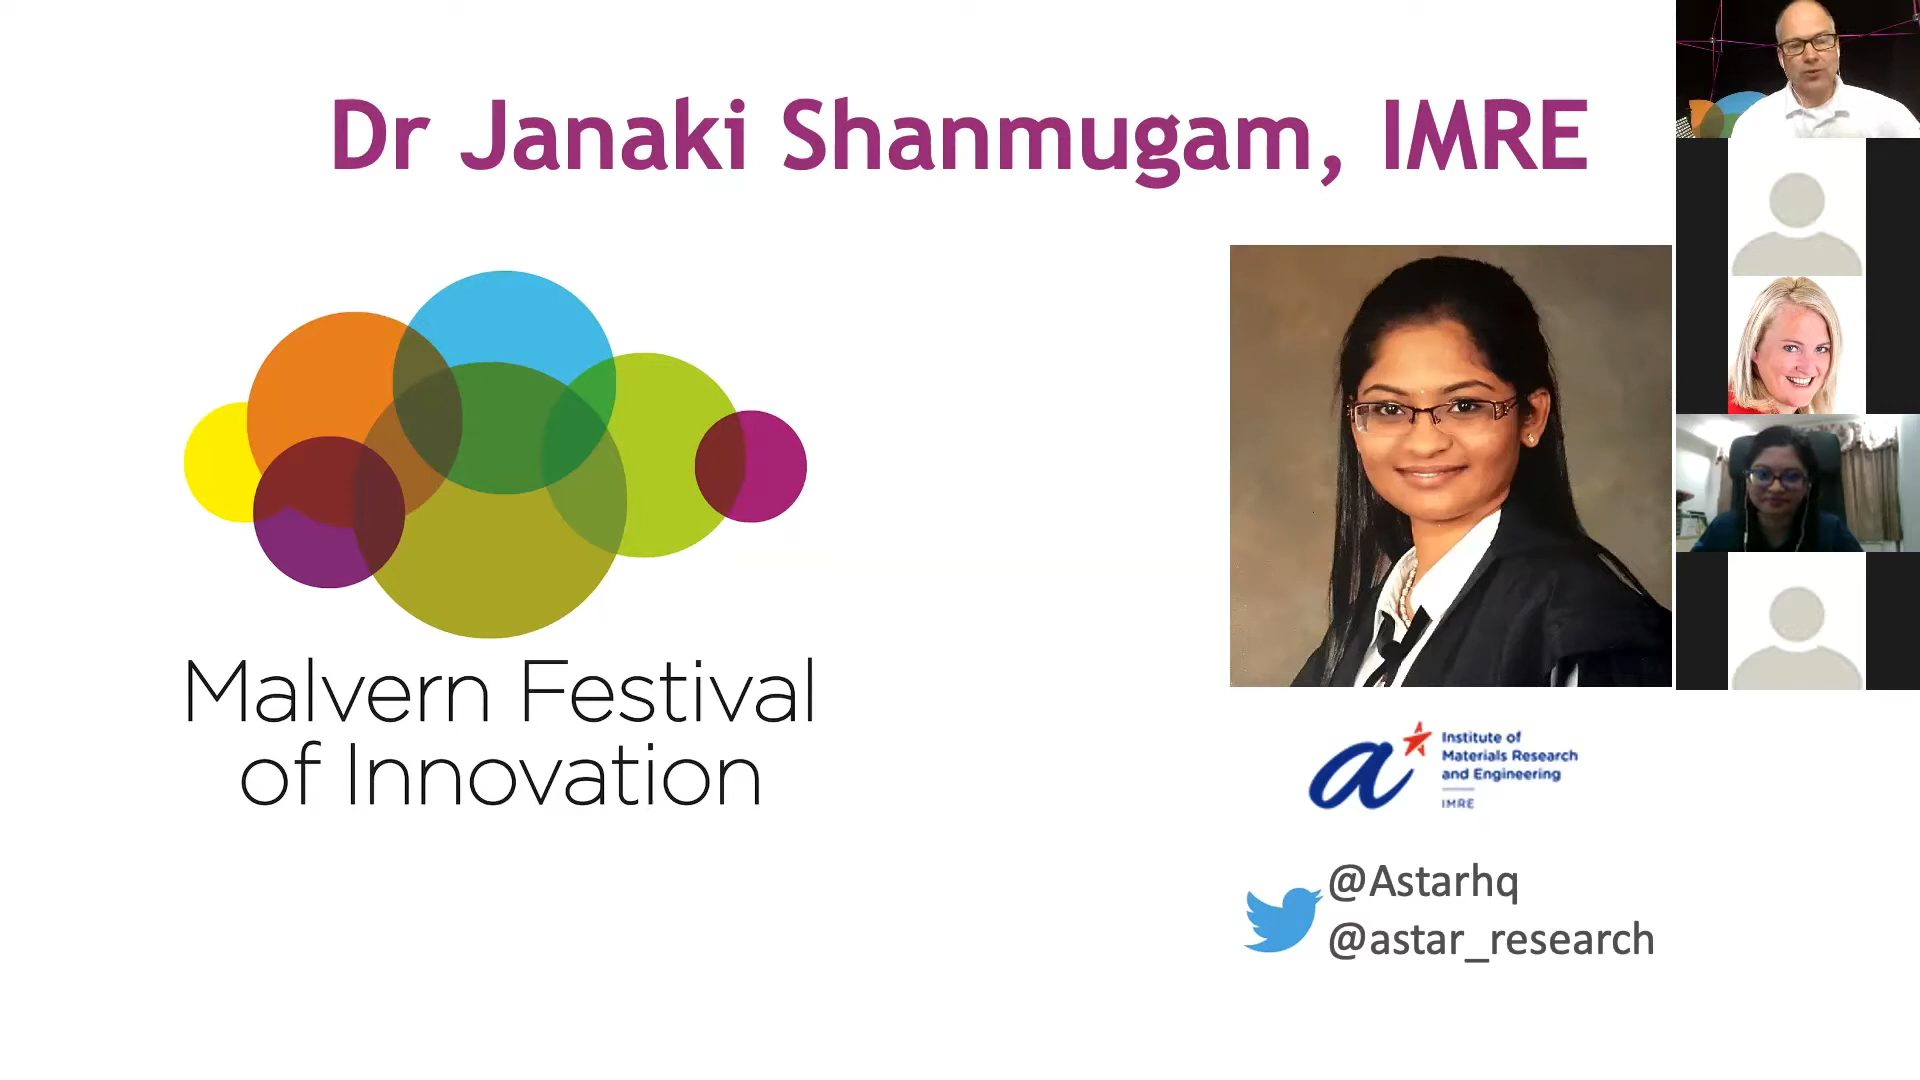 Dr Janaki Shanmugam, IMRE
Malvern Festival
of Innovation
a
Institute of
Materials Research
and Engineering
IMRE
@Astarhq
@astar_research